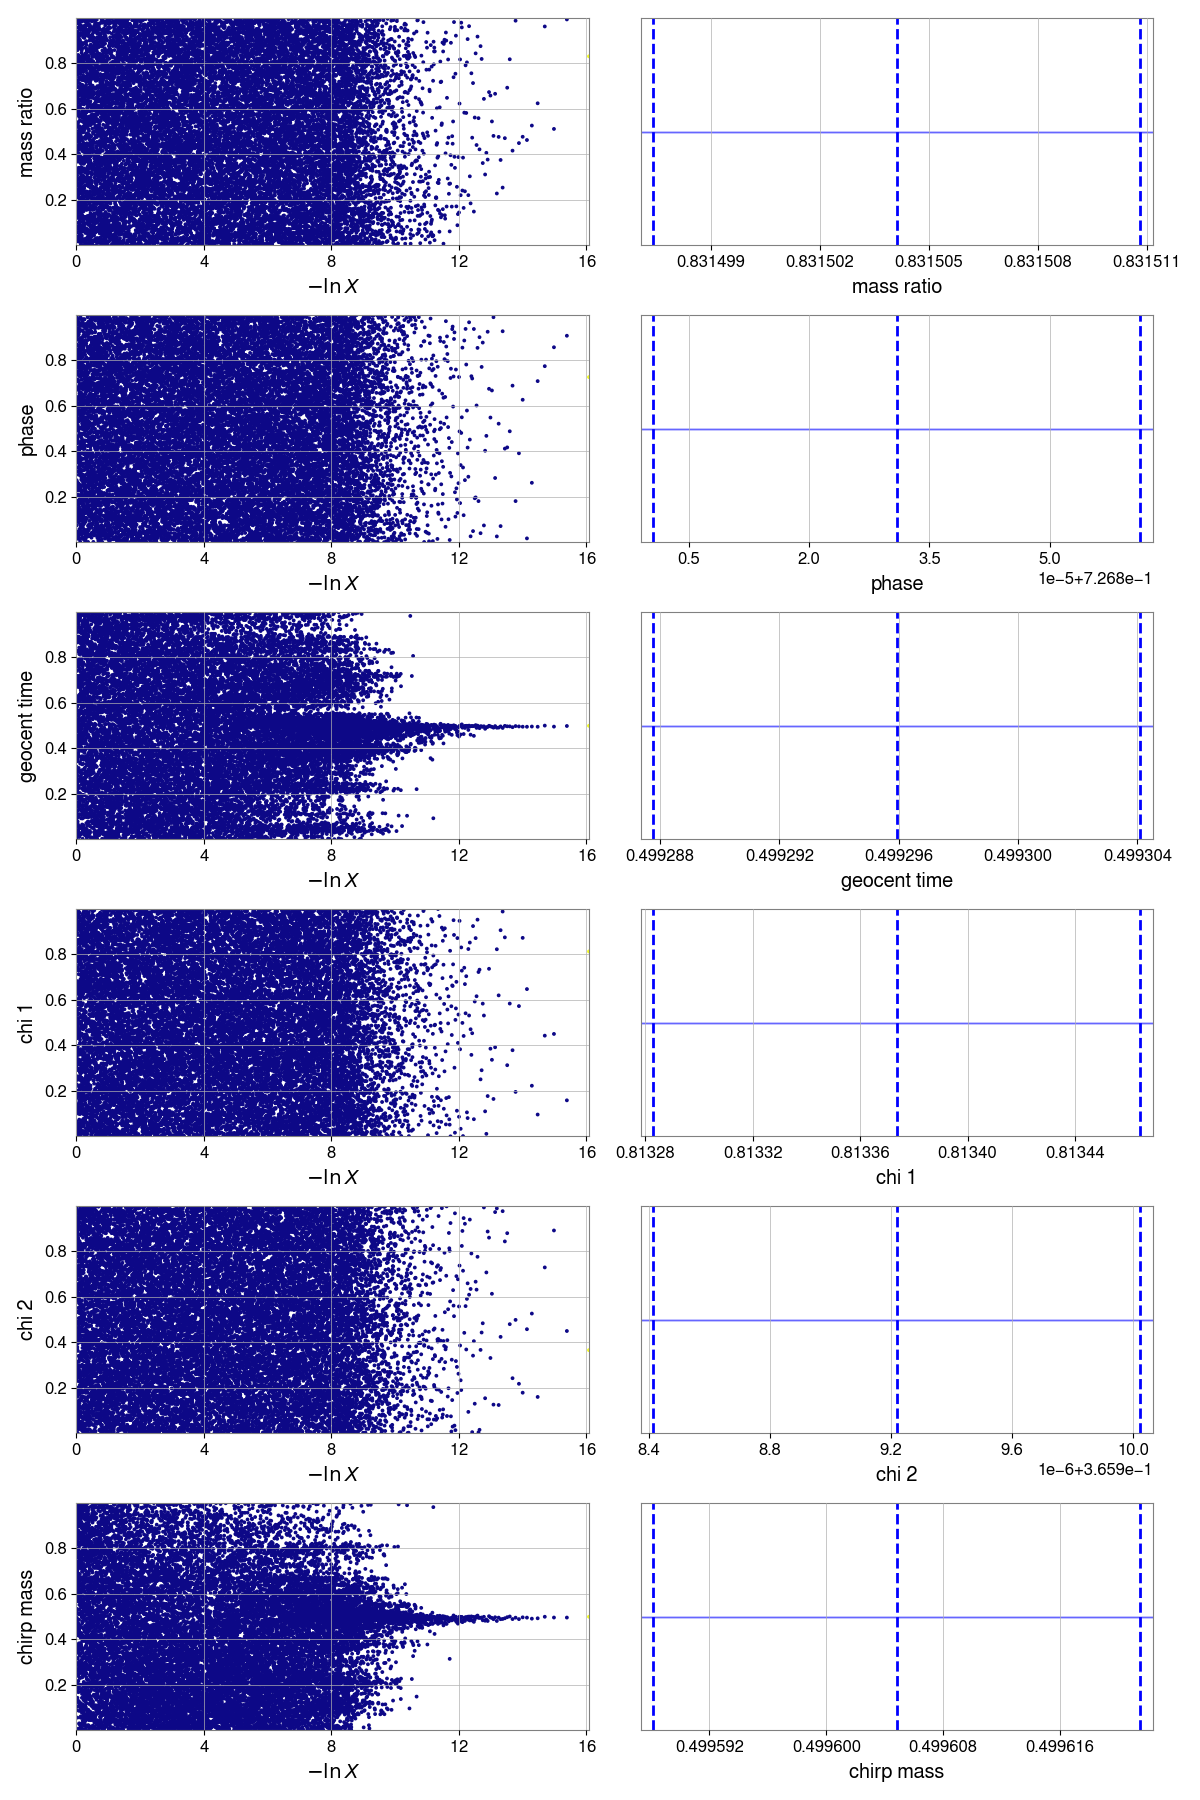 mass ratio
0.8
0.6
0.4
0.2
0 4 8 12 16
−ln X
0.831499 0.831502 0.831505 0.831508 0.831511
mass ratio
phase
0.8
0.6
0.4
0.2
0 4 8 12 16
−ln X
0.5 2.0 3.5 5.0
1e−5+7.268e−1
phase
geocent time
0.8
0.6
0.4
0.2
0 4 8 12 16
−ln X
0.499288 0.499292 0.499296 0.499300 0.499304
geocent time
chi 1
0.8
0.6
0.4
0.2
0 4 8 12 16
−ln X
0.81328 0.81332 0.81336 0.81340 0.81344
chi 1
chi 2
0.8
0.6
0.4
0.2
0 4 8 12 16
−ln X
8.4 8.8 9.2 9.6 10.0
1e−6+3.659e−1
chi 2
chirp mass
0.8
0.6
0.4
0.2
0 4 8 12 16
−ln X
0.499592 0.499600 0.499608 0.499616
chirp mass